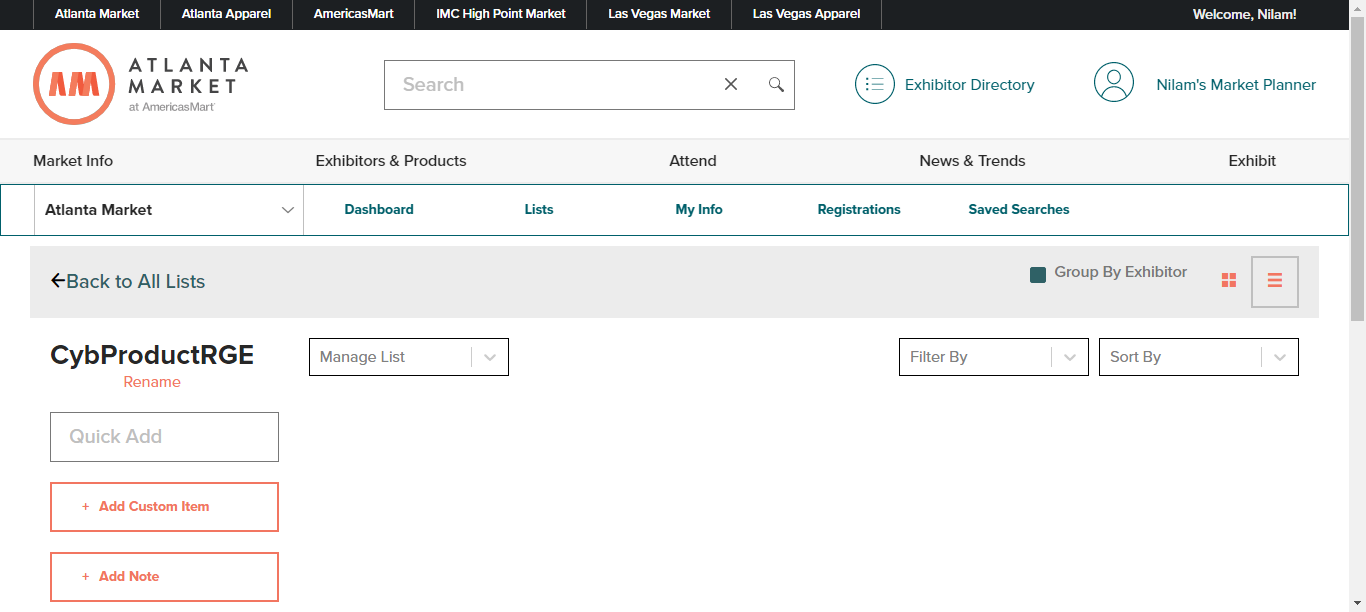 Atlanta Market Atlanta Apparel AmericasMart IMC High Point Market Las Vegas Market Las Vegas Apparel Welcome, Nilam!
ATLANTA
MARKET
at AmericasMart
Search
Exhibitor Directory
Nilam's Market Planner
Market Info Exhibitors & Products Attend News & Trends Exhibit
Atlanta Market Dashboard Lists My Info Registrations Saved Searches
Back to All Lists
Group By Exhibitor
CybProductRGE
Rename
Manage List
Filter By
Sort By
Quick Add
+ Add Custom Item
+ Add Note